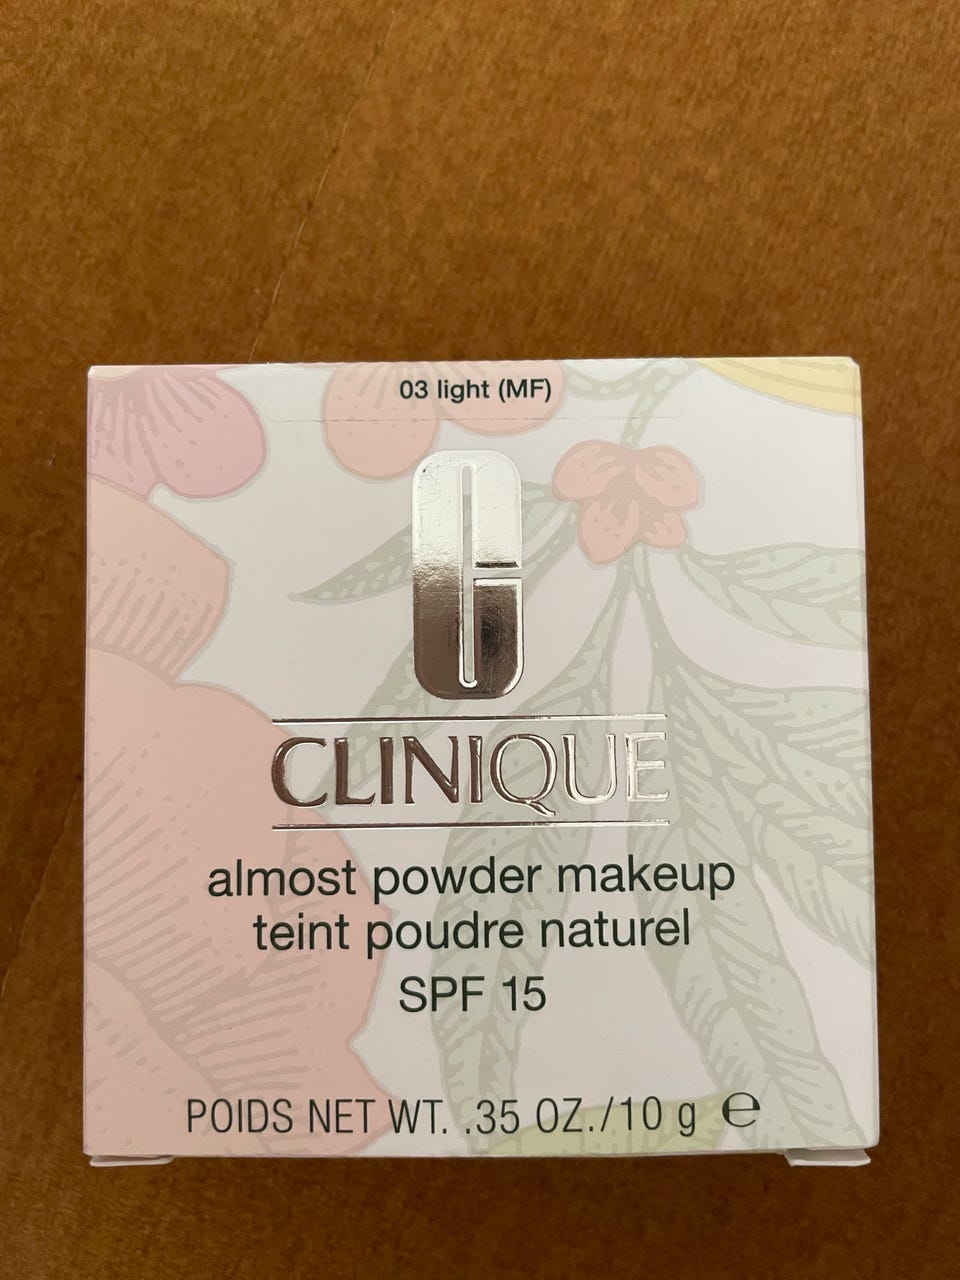 03 light (MF)
CLINIQUE
almost powder makeup
teint poudre naturel
SPF 15
POIDS NET WT. .35 OZ./10 g ℮